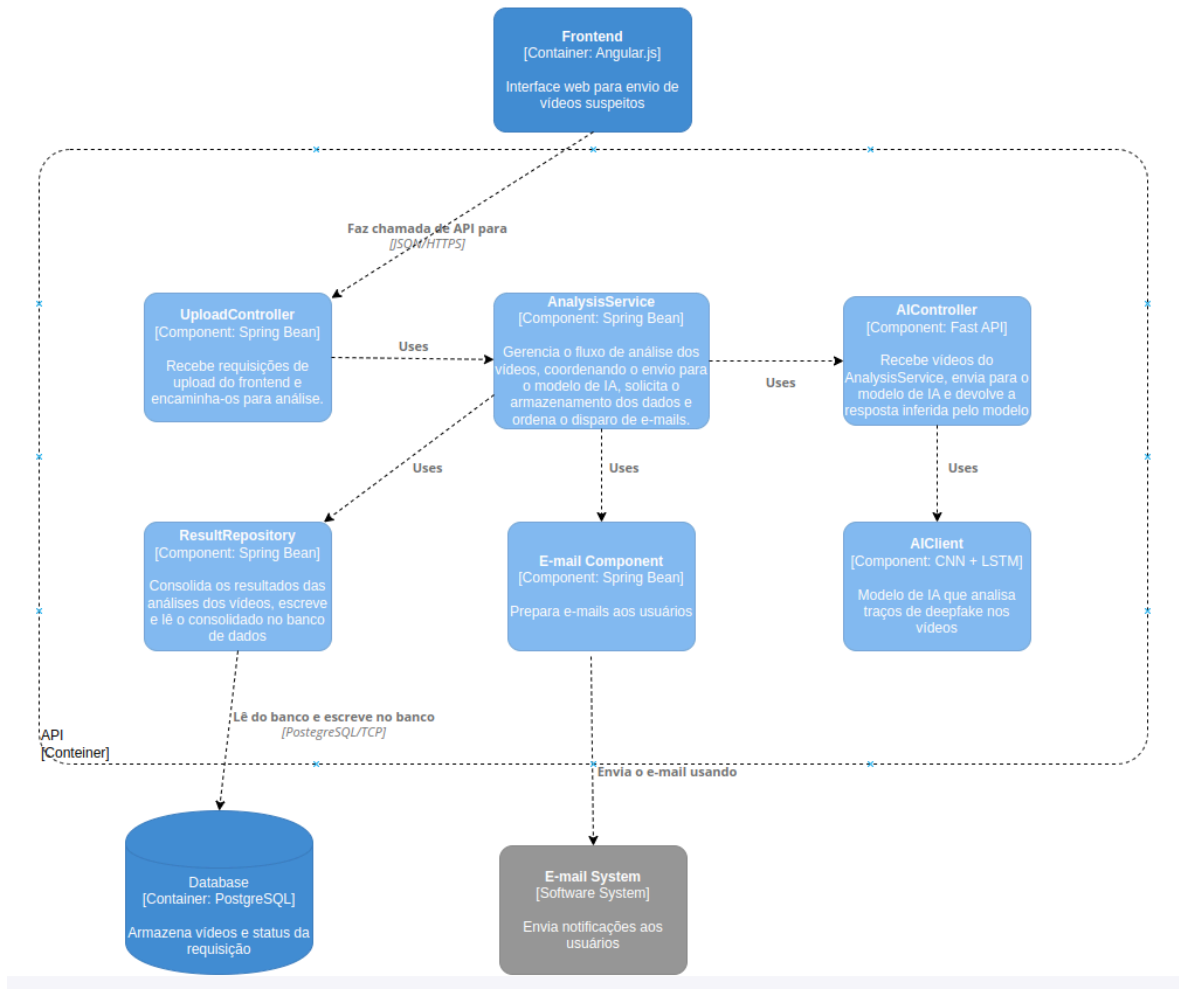 Frontend
[Container: Angular.js]
Interface web para envio de
vídeos suspeitos
Faz chamada de API para
[JSON/HTTPS]
UploadController
[Component: Spring Bean]
Recebe requisições de
upload do frontend e
encaminha-os para análise.
Uses
AnalysisService
[Component: Spring Bean]
Gerencia o fluxo de análise dos
vídeos, coordenando o envio para
o modelo de IA, solicita o
armazenamento dos dados e
ordena o disparo de e-mails.
Uses
AIController
[Component: Fast API]
Recebe vídeos do
AnalysisService, envia para o
modelo de IA e devolve a
resposta inferida pelo modelo
Uses
Uses
Uses
ResultRepository
[Component: Spring Bean]
Consolida os resultados das
análises dos vídeos, escreve
e lê o consolidado no banco
de dados
E-mail Component
[Component: Spring Bean]
Prepara e-mails aos usuários
AIClient
[Component: CNN + LSTM]
Modelo de IA que analisa
traços de deepfake nos
vídeos
Lê do banco e escreve no banco
[PostegreSQL/TCP]
API
[Conteiner]
Envia o e-mail usando
Database
[Container: PostgreSQL]
Armazena vídeos e status da
requisição
E-mail System
[Software System]
Envia notificações aos
usuários